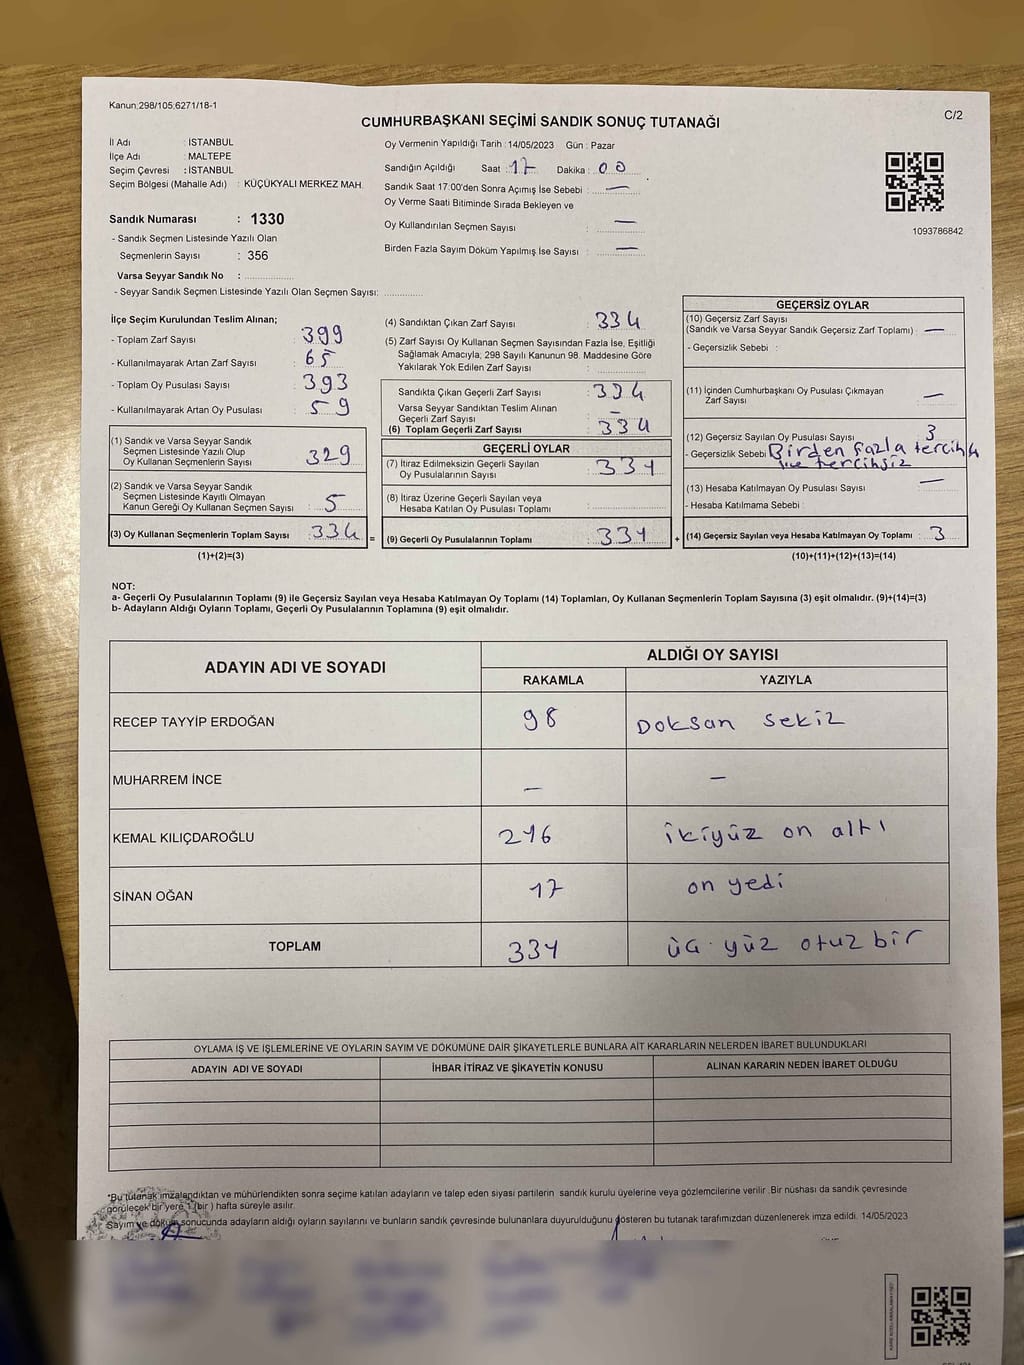 Kanun:298/105,6271/18-1
C/2
CUMHURBAŞKANI SEÇİMİ SANDIK SONUÇ TUTANAĞI
İl Adı : İSTANBUL
İlçe Adı : MALTEPE
Seçim Çevresi : İSTANBUL
Seçim Bölgesi (Mahalle Adı) : KÜÇÜKYALI MERKEZ MAH.
Sandık Numarası : 1330
- Sandık Seçmen Listesinde Yazılı Olan
Seçmenlerin Sayısı : 356
Varsa Seyyar Sandık No :
- Seyyar Sandık Seçmen Listesinde Yazılı Olan Seçmen Sayısı:
Oy Vermenin Yapıldığı Tarih : 14/05/2023 Gün : Pazar
Sandığın Açıldığı Saat : 17 Dakika : 00
Sandık Saat 17:00'den Sonra Açımış İse Sebebi : —
Oy Verme Saati Bitiminde Sırada Bekleyen ve
Oy Kullandırılan Seçmen Sayısı : —
Birden Fazla Sayım Döküm Yapılmış İse Sayısı : —
1093786842
İlçe Seçim Kurulundan Teslim Alınan;
- Toplam Zarf Sayısı : 399
- Kullanılmayarak Artan Zarf Sayısı : 65
- Toplam Oy Pusulası Sayısı : 393
- Kullanılmayarak Artan Oy Pusulası : 59
(1) Sandık ve Varsa Seyyar Sandık
Seçmen Listesinde Yazılı Olup
Oy Kullanan Seçmenlerin Sayısı : 329
(2) Sandık ve Varsa Seyyar Sandık
Seçmen Listesinde Kayıtlı Olmayan
Kanun Gereği Oy Kullanan Seçmen Sayısı : 5
(3) Oy Kullanan Seçmenlerin Toplam Sayısı : 334 =
(1)+(2)=(3)
(4) Sandıktan Çıkan Zarf Sayısı : 334
(5) Zarf Sayısı Oy Kullanan Seçmen Sayısından Fazla İse, Eşitliği
Sağlamak Amacıyla, 298 Sayılı Kanunun 98. Maddesine Göre
Yakılarak Yok Edilen Zarf Sayısı :
Sandıkta Çıkan Geçerli Zarf Sayısı : 334
Varsa Seyyar Sandıktan Teslim Alınan
Geçerli Zarf Sayısı : —
(6) Toplam Geçerli Zarf Sayısı : 334
GEÇERLİ OYLAR
(7) İtiraz Edilmeksizin Geçerli Sayılan
Oy Pusulalarının Sayısı : 331
(8) İtiraz Üzerine Geçerli Sayılan veya
Hesaba Katılan Oy Pusulası Toplamı :
(9) Geçerli Oy Pusulalarının Toplamı : 331 +
GEÇERSİZ OYLAR
(10) Geçersiz Zarf Sayısı
(Sandık ve Varsa Seyyar Sandık Geçersiz Zarf Toplamı) : —
- Geçersizlik Sebebi :
(11) İçinden Cumhurbaşkanı Oy Pusulası Çıkmayan
Zarf Sayısı : —
(12) Geçersiz Sayılan Oy Pusulası Sayısı : 3
- Geçersizlik Sebebi : Birden fazla tercih
ve tercihsiz
(13) Hesaba Katılmayan Oy Pusulası Sayısı : —
- Hesaba Katılmama Sebebi :
(14) Geçersiz Sayılan veya Hesaba Katılmayan Oy Toplamı : 3
(10)+(11)+(12)+(13)=(14)
NOT:
a- Geçerli Oy Pusulalarının Toplamı (9) ile Geçersiz Sayılan veya Hesaba Katılmayan Oy Toplamı (14) Toplamları, Oy Kullanan Seçmenlerin Toplam Sayısına (3) eşit olmalıdır. (9)+(14)=(3)
b- Adayların Aldığı Oyların Toplamı, Geçerli Oy Pusulalarının Toplamına (9) eşit olmalıdır.
ADAYIN ADI VE SOYADI
ALDIĞI OY SAYISI
RAKAMLA YAZIYLA
RECEP TAYYİP ERDOĞAN 98 Doksan sekiz
MUHARREM İNCE — —
KEMAL KILIÇDAROĞLU 216 ikiyüz on altı
SİNAN OĞAN 17 on yedi
TOPLAM 331 üç yüz otuz bir
OYLAMA İŞ VE İŞLEMLERİNE VE OYLARIN SAYIM VE DÖKÜMÜNE DAİR ŞİKAYETLERLE BUNLARA AİT KARARLARIN NELERDEN İBARET BULUNDUKLARI
ADAYIN ADI VE SOYADI İHBAR İTİRAZ VE ŞİKAYETİN KONUSU ALINAN KARARIN NEDEN İBARET OLDUĞU
"Bu tutanak imzalandıktan ve mühürlendikten sonra seçime katılan adayların ve talep eden siyasi partilerin sandık kurulu üyelerine veya gözlemcilerine verilir .Bir nüshası da sandık çevresinde
görülecek bir yere 1 (bir ) hafta süreyle asılır.
Sayım ve döküm sonucunda adayların aldığı oyların sayılarını ve bunların sandık çevresinde bulunanlara duyurulduğunu gösteren bu tutanak tarafımızdan düzenlenerek imza edildi. 14/05/2023